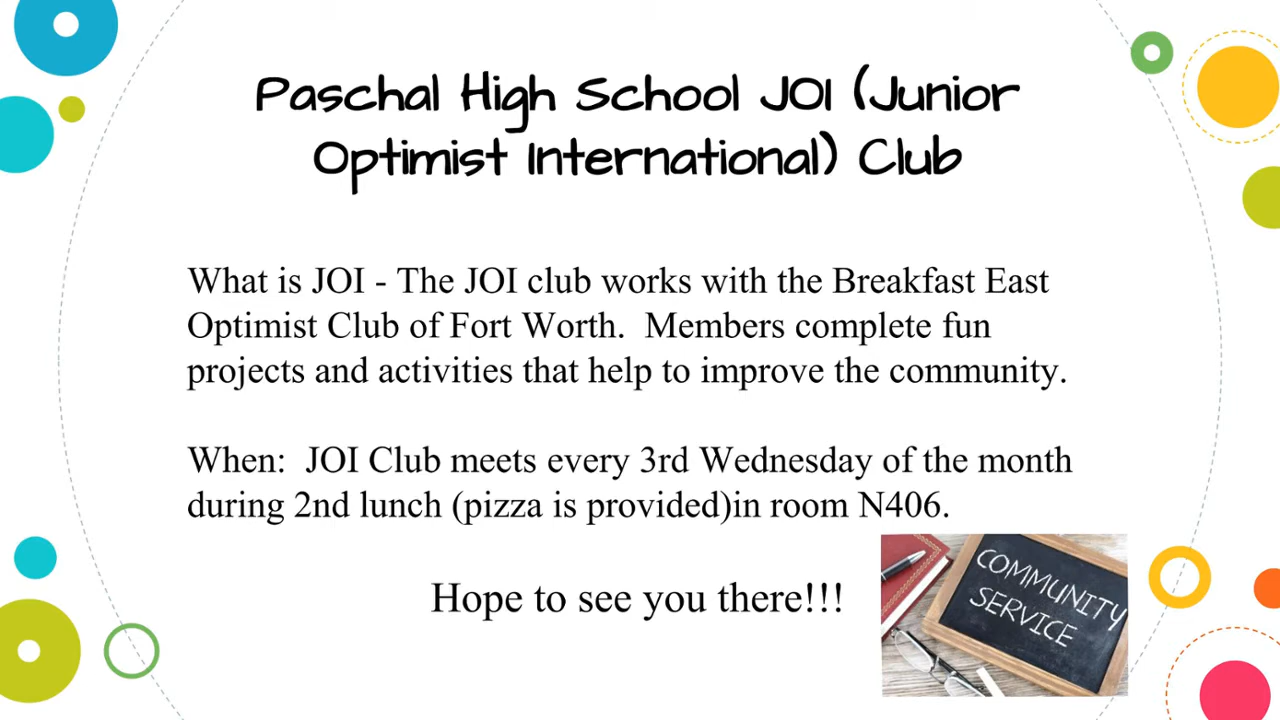 Paschal High School JOI (Junior
Optimist International) Club
What is JOI - The JOI club works with the Breakfast East
Optimist Club of Fort Worth.  Members complete fun
projects and activities that help to improve the community.
When:  JOI Club meets every 3rd Wednesday of the month
during 2nd lunch (pizza is provided)in room N406.
Hope to see you there!!!
COMMUNITY
SERVICE